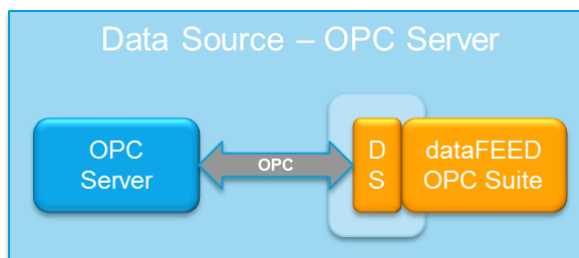 Data Source – OPC Server
OPC
Server
OPC
D
S
dataFEED
OPC Suite